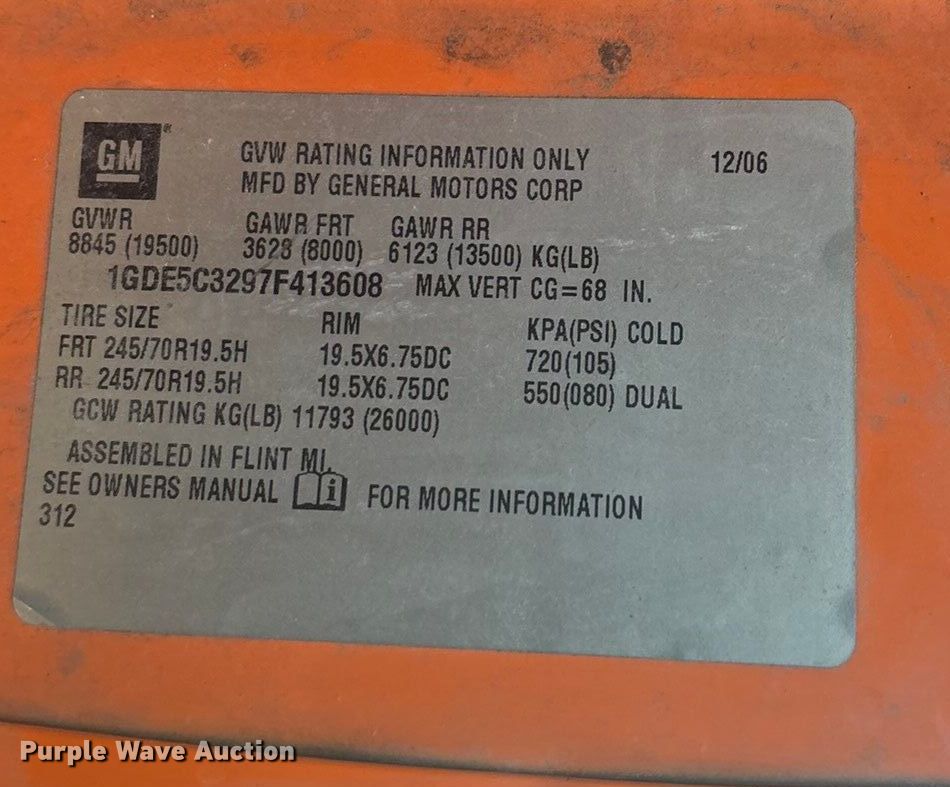 GM
GVW RATING INFORMATION ONLY 12/06
MFD BY GENERAL MOTORS CORP
GVWR GAWR FRT GAWR RR
8845 (19500) 3628 (8000) 6123 (13500) KG(LB)
1GDE5C3297F413608 MAX VERT CG=68 IN.
TIRE SIZE RIM KPA(PSI) COLD
FRT 245/70R19.5H 19.5X6.75DC 720(105)
RR 245/70R19.5H 19.5X6.75DC 550(080) DUAL
GCW RATING KG(LB) 11793 (26000)
ASSEMBLED IN FLINT MI.
SEE OWNERS MANUAL i FOR MORE INFORMATION
312
Purple Wave Auction